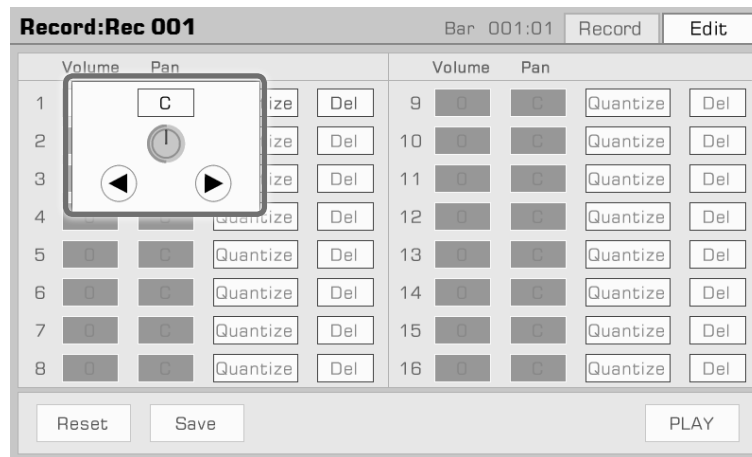 Record:Rec 001 Bar 001:01 Record Edit
Volume Pan Volume Pan
C
1 ize Del 9 0 C Quantize Del
2 ize Del 10 0 C Quantize Del
3 ize Del 11 0 C Quantize Del
4 0 C Quantize Del 12 0 C Quantize Del
5 0 C Quantize Del 13 0 C Quantize Del
6 0 C Quantize Del 14 0 C Quantize Del
7 0 C Quantize Del 15 0 C Quantize Del
8 0 C Quantize Del 16 0 C Quantize Del
Reset Save PLAY